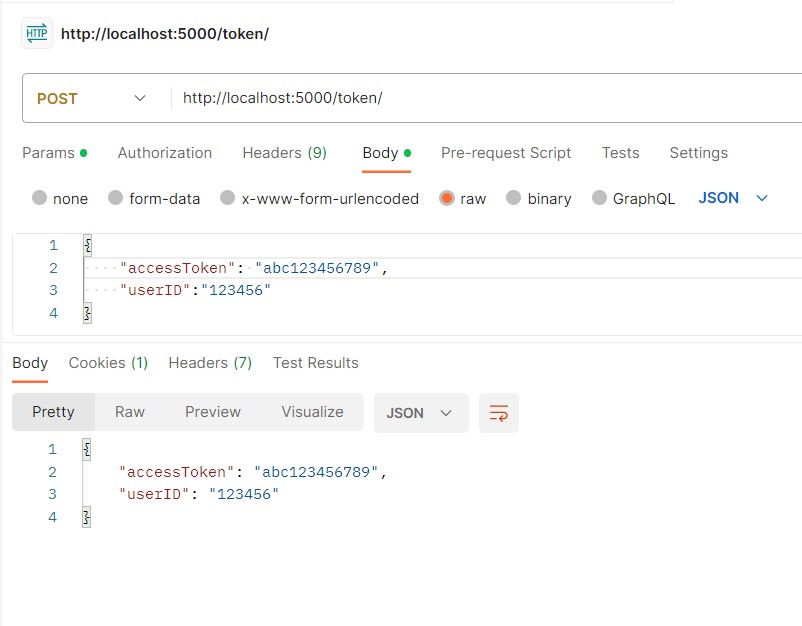 HTTP http://localhost:5000/token/
POST http://localhost:5000/token/
Params Authorization Headers (9) Body Pre-request Script Tests Settings
none form-data x-www-form-urlencoded raw binary GraphQL JSON
1 {
2 "accessToken": "abc123456789",
3 "userID":"123456"
4 }
Body Cookies (1) Headers (7) Test Results
Pretty Raw Preview Visualize JSON
1 {
2 "accessToken": "abc123456789",
3 "userID": "123456"
4 }